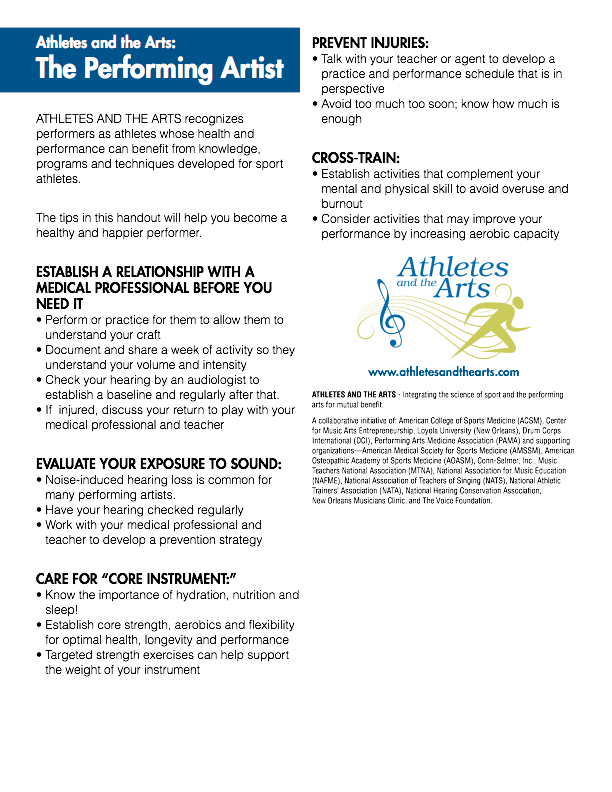 Athletes and the Arts:
The Performing Artist
ATHLETES AND THE ARTS recognizes
performers as athletes whose health and
performance can benefit from knowledge,
programs and techniques developed for sport
athletes.
The tips in this handout will help you become a
healthy and happier performer.
ESTABLISH A RELATIONSHIP WITH A
MEDICAL PROFESSIONAL BEFORE YOU
NEED IT
• Perform or practice for them to allow them to
understand your craft
• Document and share a week of activity so they
understand your volume and intensity
• Check your hearing by an audiologist to
establish a baseline and regularly after that.
• If  injured, discuss your return to play with your
medical professional and teacher
EVALUATE YOUR EXPOSURE TO SOUND:
• Noise-induced hearing loss is common for
many performing artists.
• Have your hearing checked regularly
• Work with your medical professional and
teacher to develop a prevention strategy
CARE FOR “CORE INSTRUMENT:”
• Know the importance of hydration, nutrition and
sleep!
• Establish core strength, aerobics and flexibility
for optimal health, longevity and performance
• Targeted strength exercises can help support
the weight of your instrument
PREVENT INJURIES:
• Talk with your teacher or agent to develop a
practice and performance schedule that is in
perspective
• Avoid too much too soon; know how much is
enough
CROSS-TRAIN:
• Establish activities that complement your
mental and physical skill to avoid overuse and
burnout
• Consider activities that may improve your
performance by increasing aerobic capacity
Athletes
and the Arts
www.athletesandthearts.com
ATHLETES AND THE ARTS - Integrating the science of sport and the performing
arts for mutual benefit.
A collaborative initiative of: American College of Sports Medicine (ACSM), Center
for Music Arts Entrepreneurship, Loyola University (New Orleans), Drum Corps
International (DCI), Performing Arts Medicine Association (PAMA) and supporting
organizations—American Medical Society for Sports Medicine (AMSSM), American
Osteopathic Academy of Sports Medicine (AOASM), Conn-Selmer, Inc., Music
Teachers National Association (MTNA), National Association for Music Education
(NAFME), National Association of Teachers of Singing (NATS), National Athletic
Trainers' Association (NATA), National Hearing Conservation Association,
New Orleans Musicians Clinic, and The Voice Foundation.